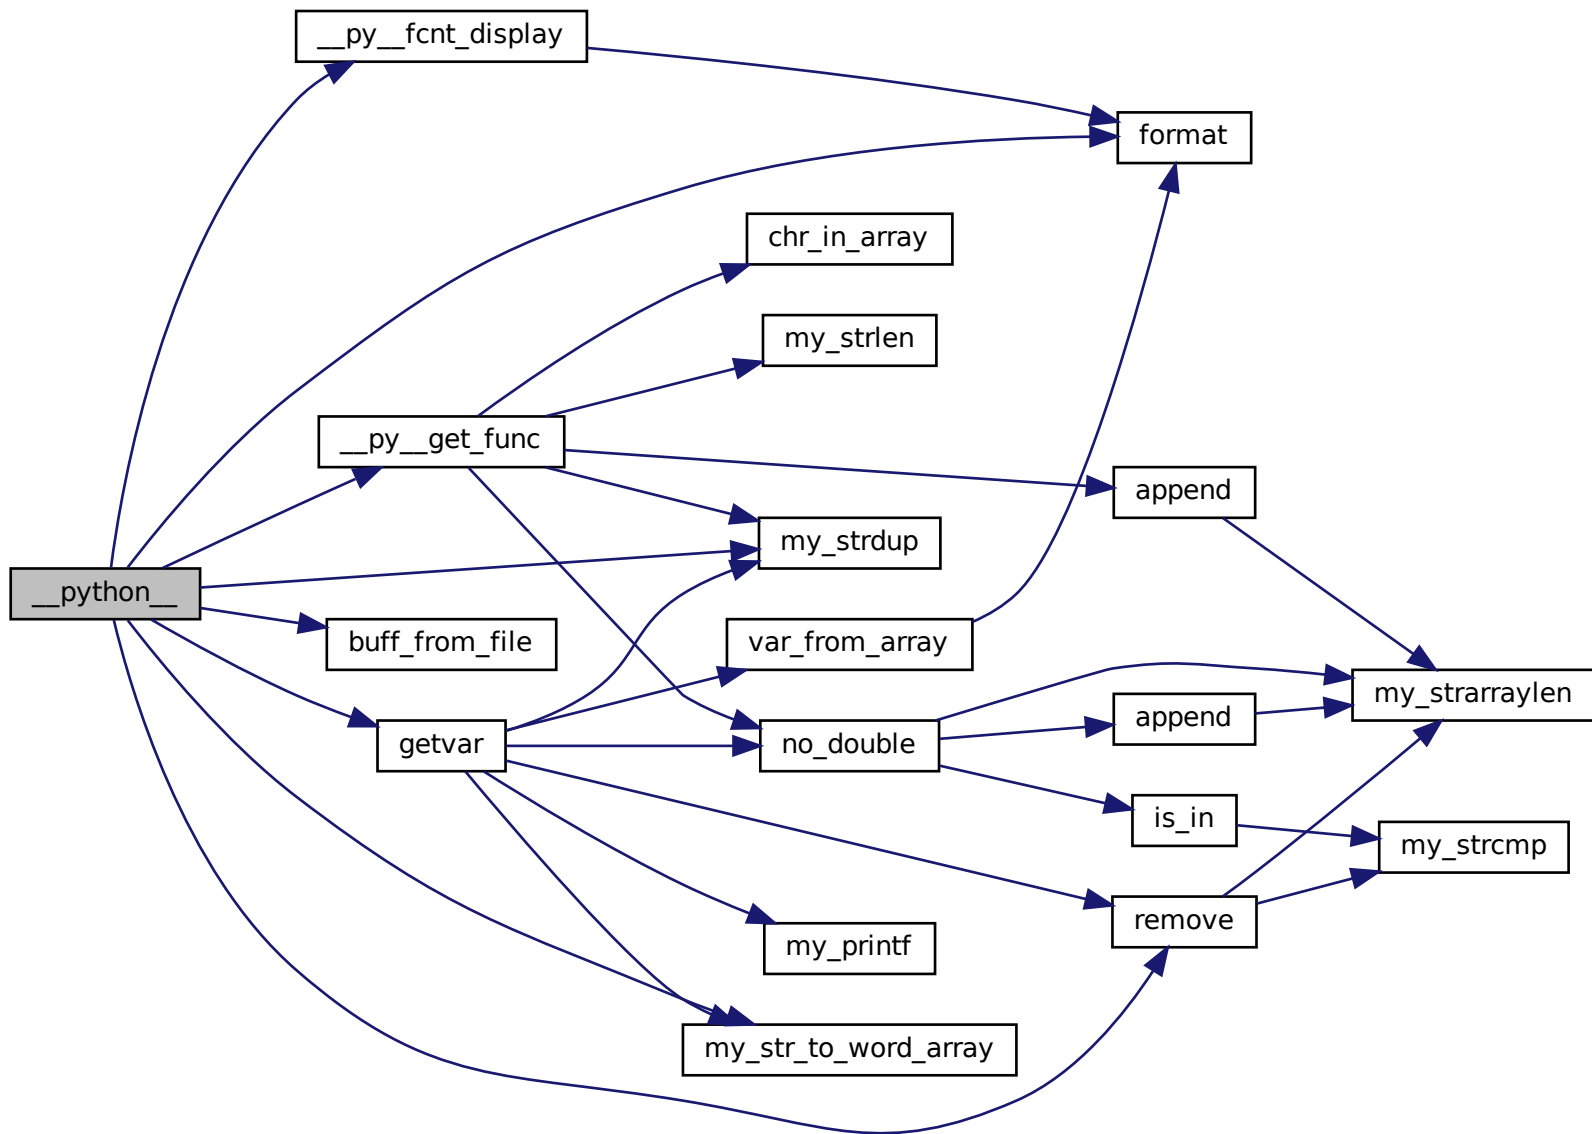 __py__fcnt_display
format
chr_in_array
my_strlen
__py__get_func
append
my_strdup
__python__
buff_from_file
var_from_array
my_strarraylen
append
getvar
no_double
is_in
my_strcmp
remove
my_printf
my_str_to_word_array